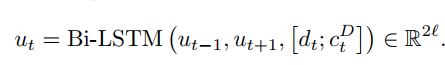 u_t = Bi-LSTM (u_{t−1}, u_{t+1}, [d_t; c_t^D]) ∈ ℝ^{2ℓ}.